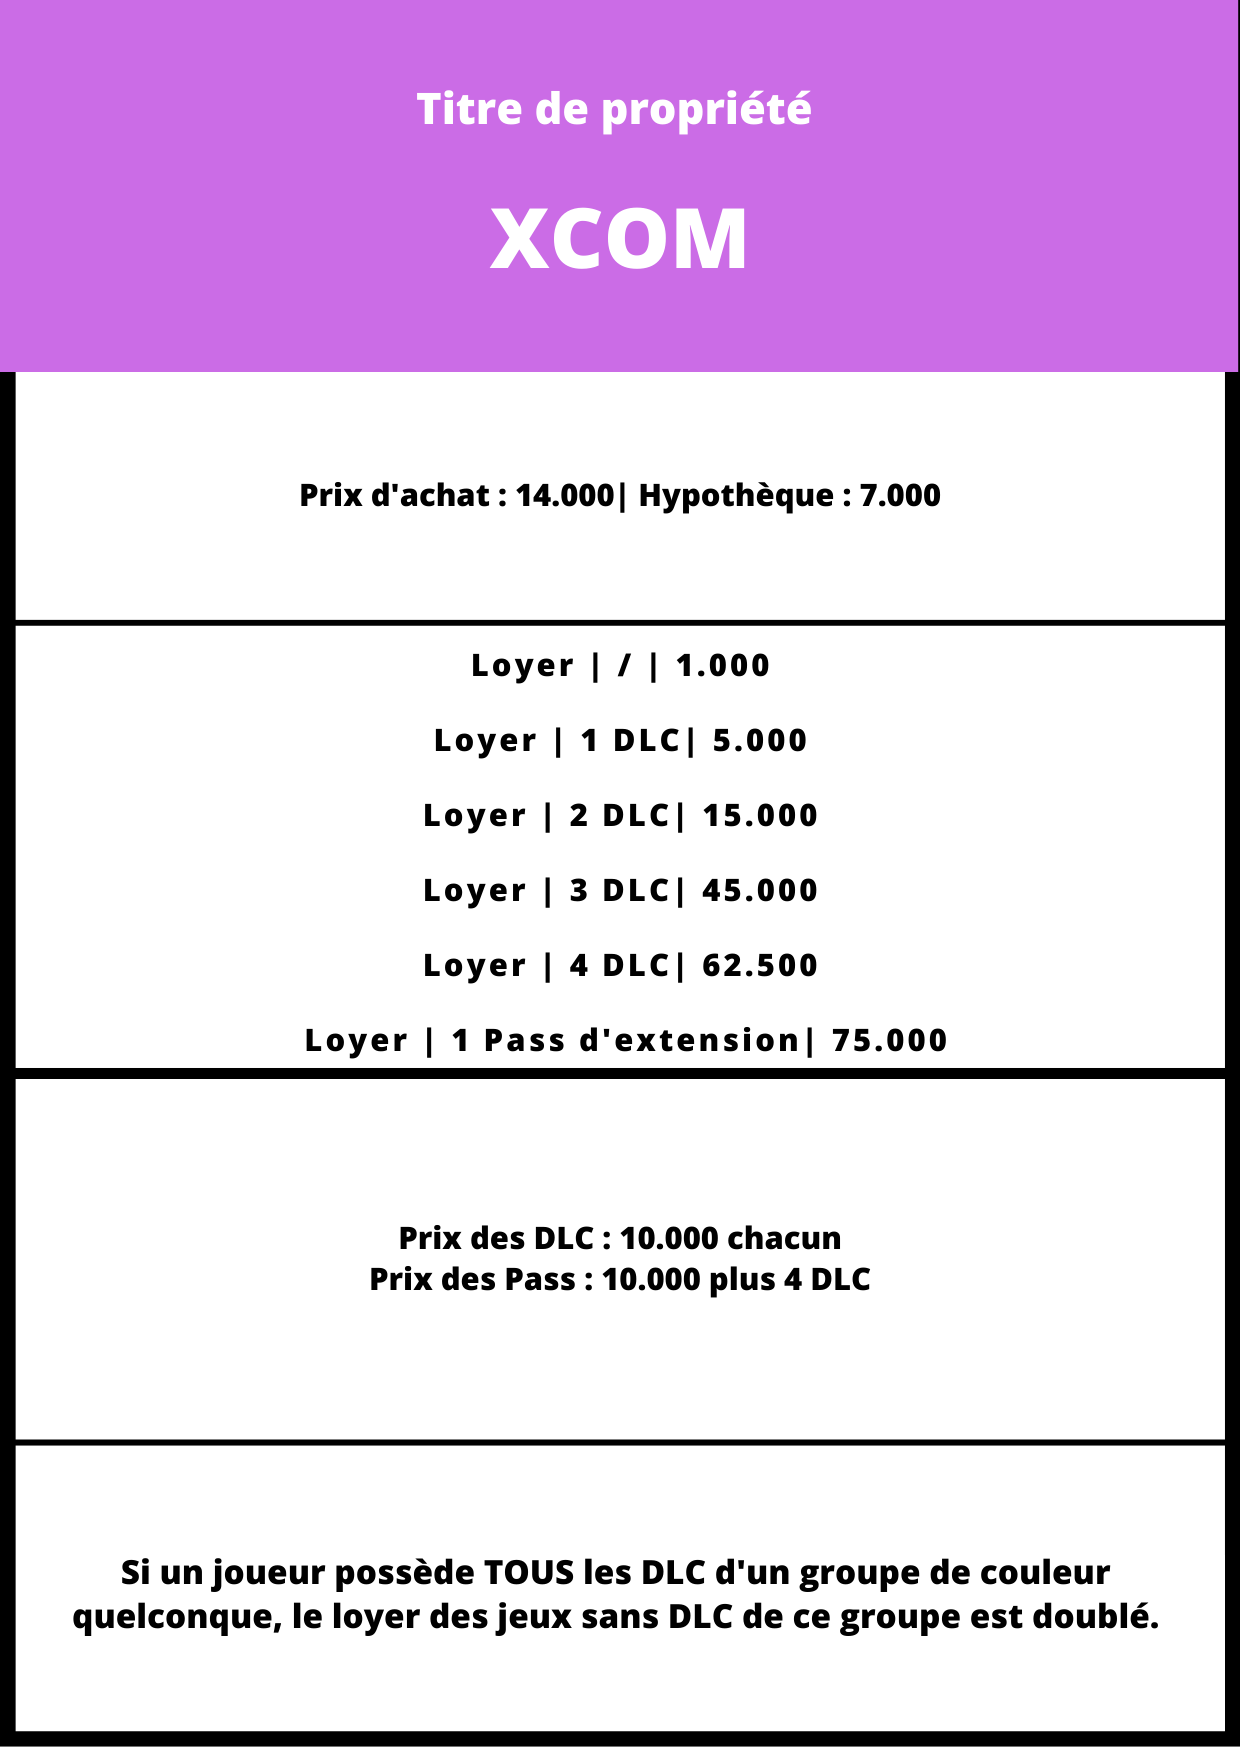 Titre de propriété
XCOM
Prix d'achat : 14.000| Hypothèque : 7.000
Loyer | / | 1.000
Loyer | 1 DLC| 5.000
Loyer | 2 DLC| 15.000
Loyer | 3 DLC| 45.000
Loyer | 4 DLC| 62.500
Loyer | 1 Pass d'extension| 75.000
Prix des DLC : 10.000 chacun
Prix des Pass : 10.000 plus 4 DLC
Si un joueur possède TOUS les DLC d'un groupe de couleur
quelconque, le loyer des jeux sans DLC de ce groupe est doublé.